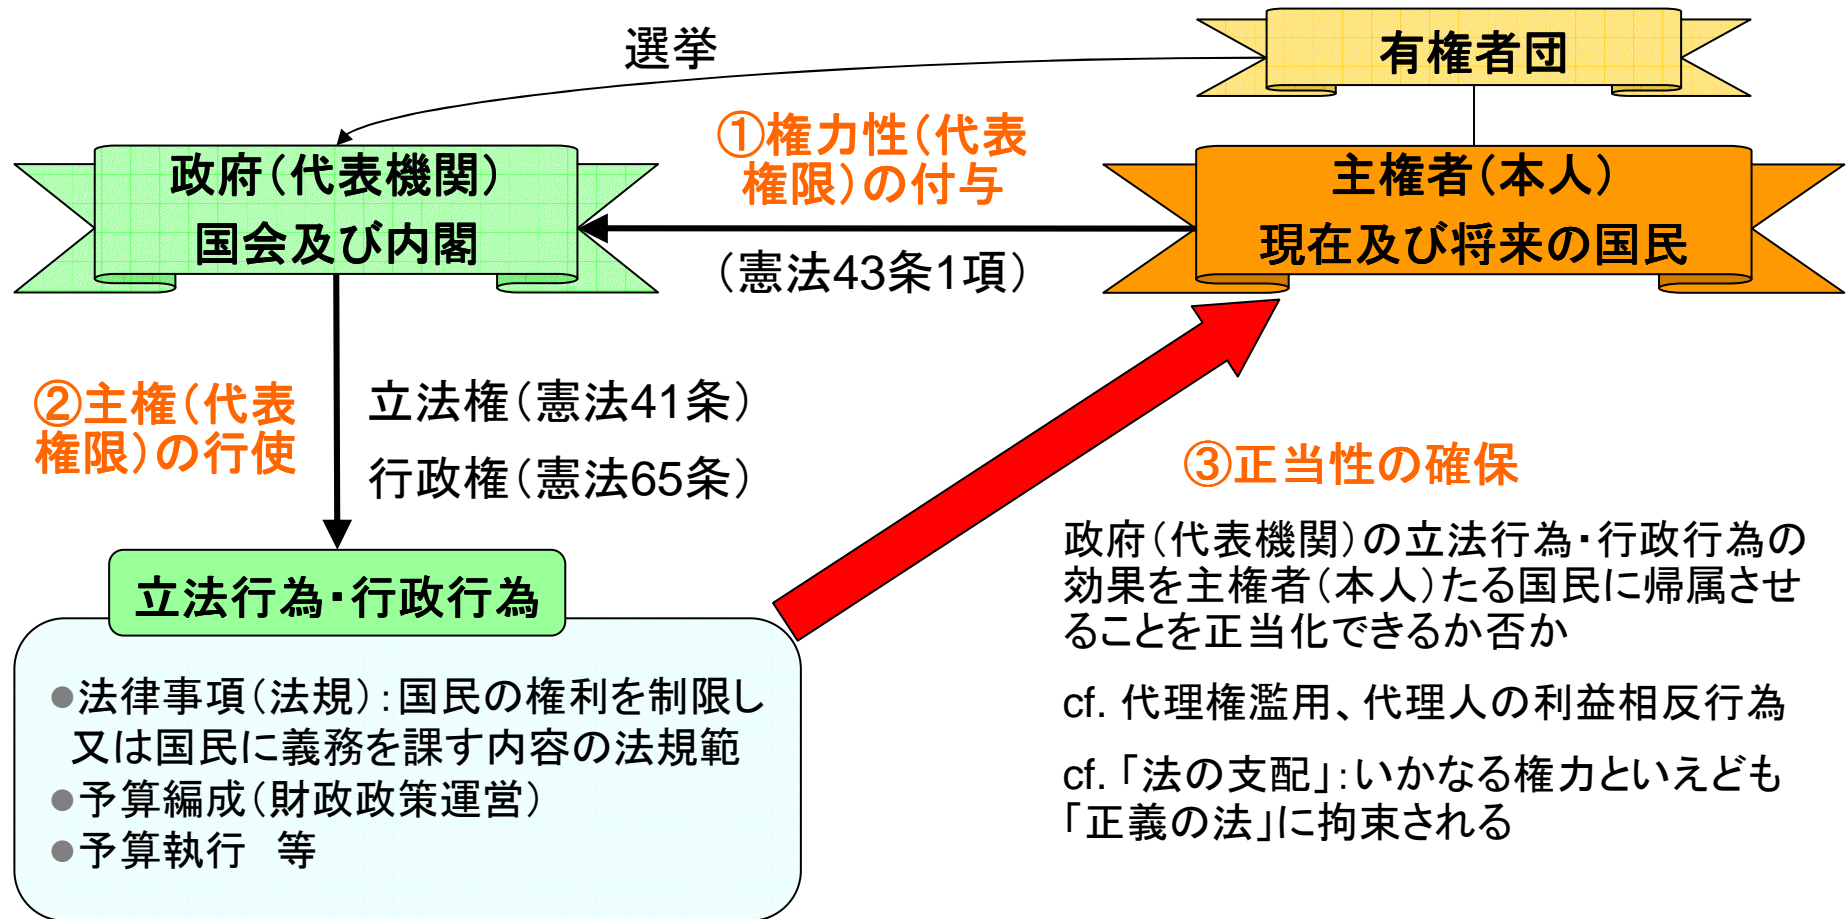 選挙
有権者団
①権力性（代表
権限）の付与
政府（代表機関）
国会及び内閣
主権者（本人）
現在及び将来の国民
（憲法43条1項）
②主権（代表
権限）の行使
立法権（憲法41条）
行政権（憲法65条）
③正当性の確保
政府（代表機関）の立法行為・行政行為の
効果を主権者（本人）たる国民に帰属させ
ることを正当化できるか否か
cf. 代理権濫用、代理人の利益相反行為
cf.「法の支配」：いかなる権力といえども
「正義の法」に拘束される
立法行為・行政行為
●法律事項（法規）：国民の権利を制限し
又は国民に義務を課す内容の法規範
●予算編成（財政政策運営）
●予算執行　等